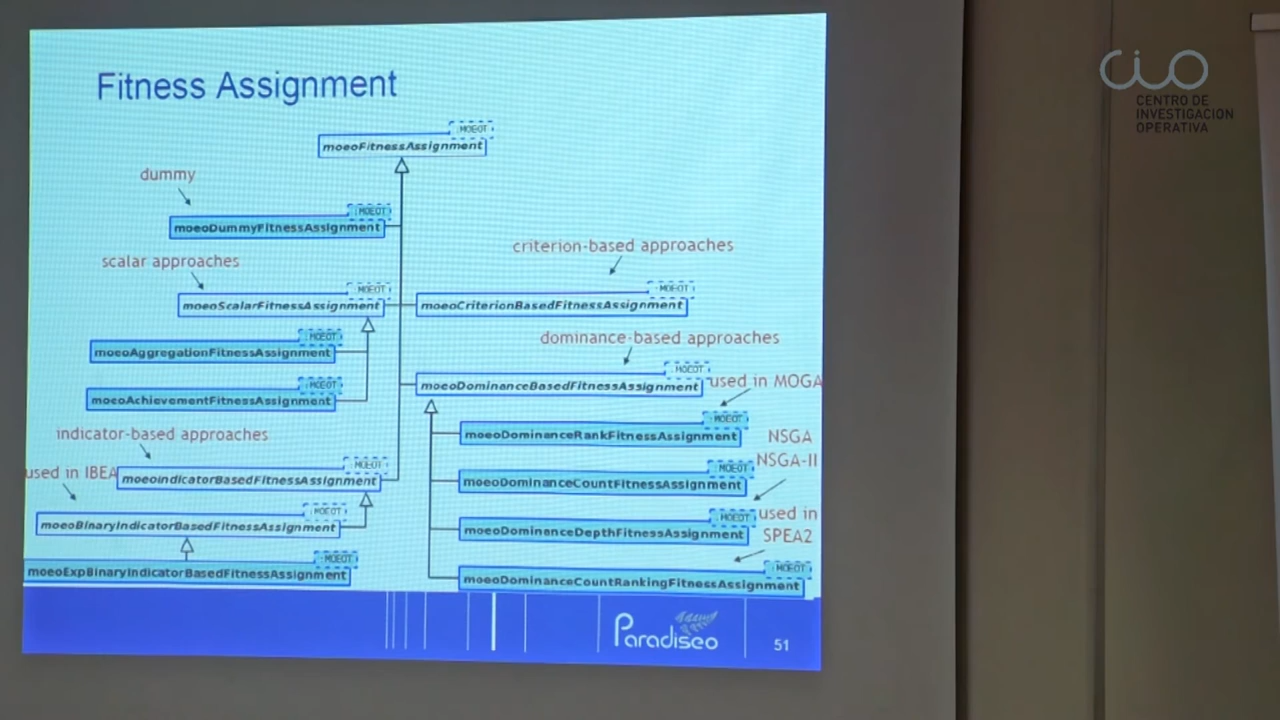 Fitness Assignment
MOEOT
moeoFitnessAssignment
dummy
MOEOT
moeoDummyFitnessAssignment
scalar approaches
MOEOT
moeoScalarFitnessAssignment
criterion-based approaches
MOEOT
moeoCriterionBasedFitnessAssignment
MOEOT
moeoAggregationFitnessAssignment
MOEOT
moeoAchievementFitnessAssignment
dominance-based approaches
MOEOT
moeoDominanceBasedFitnessAssignment
used in MOGA
MOEOT
moeoDominanceRankFitnessAssignment
NSGA
NSGA-II
MOEOT
moeoDominanceCountFitnessAssignment
MOEOT
moeoDominanceDepthFitnessAssignment
used in
SPEA2
MOEOT
moeoDominanceCountRankingFitnessAssignment
indicator-based approaches
MOEOT
moeoIndicatorBasedFitnessAssignment
used in IBEA
MOEOT
moeoBinaryIndicatorBasedFitnessAssignment
MOEOT
moeoExpBinaryIndicatorBasedFitnessAssignment
Paradiseo
51
CIO
CENTRO DE
INVESTIGACION
OPERATIVA